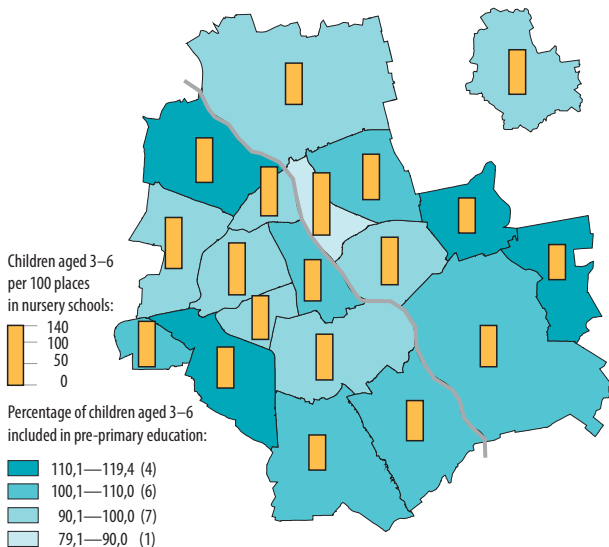 Children aged 3–6
per 100 places
in nursery schools:
140
100
50
0
Percentage of children aged 3–6
included in pre-primary education:
110,1—119,4 (4)
100,1—110,0 (6)
90,1—100,0 (7)
79,1—90,0 (1)